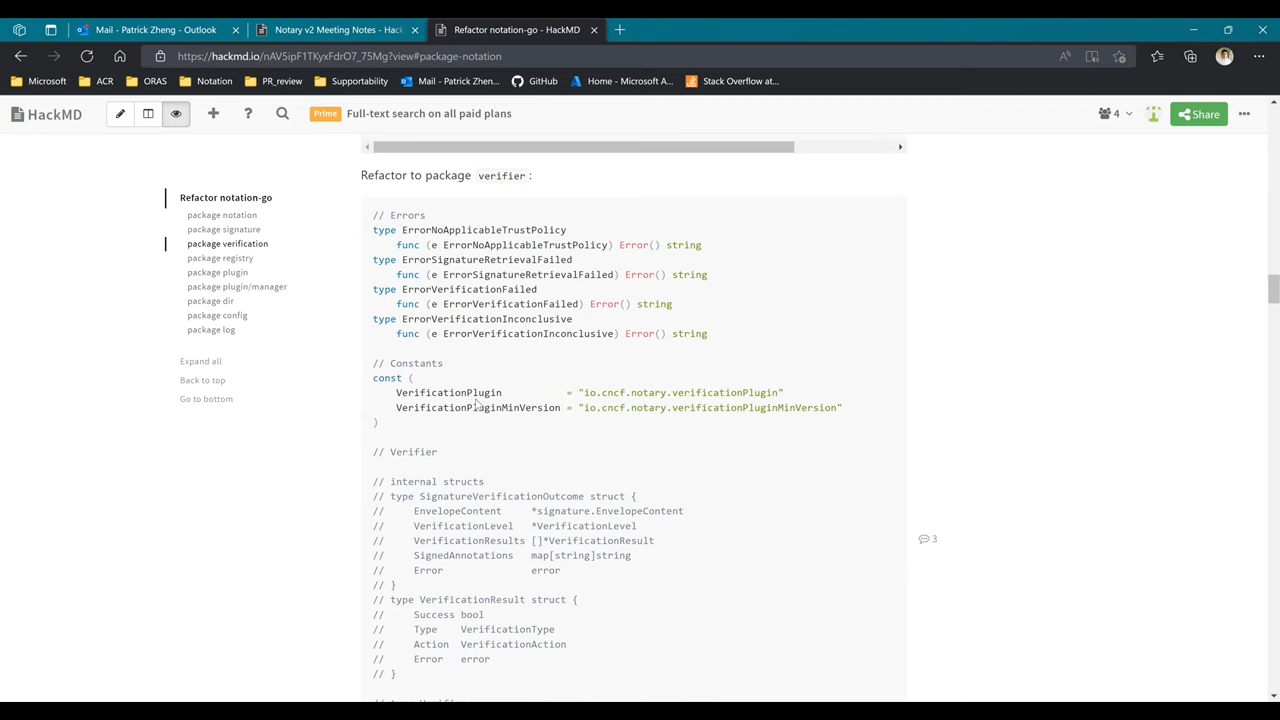 Mail - Patrick Zheng - Outlook
Notary v2 Meeting Notes - Hac
Refactor notation-go - HackMD
https://hackmd.io/nAV5ipF1TKyxFdrO7_75Mg?view#package-notation
Microsoft
ACR
ORAS
Notation
PR_review
Supportability
Mail - Patrick Zhen...
GitHub
Home - Microsoft A...
Stack Overflow at...
HackMD
Prime
Full-text search on all paid plans
4
Share
Refactor notation-go
package notation
package signature
package verification
package registry
package plugin
package plugin/manager
package dir
package config
package log
Expand all
Back to top
Go to bottom
Refactor to package verifier:
// Errors
type ErrorNoApplicableTrustPolicy
func (e ErrorNoApplicableTrustPolicy) Error() string
type ErrorSignatureRetrievalFailed
func (e ErrorSignatureRetrievalFailed) Error() string
type ErrorVerificationFailed
func (e ErrorVerificationFailed) Error() string
type ErrorVerificationInconclusive
func (e ErrorVerificationInconclusive) Error() string
// Constants
const (
VerificationPlugin = "io.cncf.notary.verificationPlugin"
VerificationPluginMinVersion = "io.cncf.notary.verificationPluginMinVersion"
)
// Verifier
// internal structs
// type SignatureVerificationOutcome struct {
// EnvelopeContent *signature.EnvelopeContent
// VerificationLevel *VerificationLevel
// VerificationResults []*VerificationResult
// SignedAnnotations map[string]string
// Error error
// }
// type VerificationResult struct {
// Success bool
// Type VerificationType
// Action VerificationAction
// Error error
// }
3